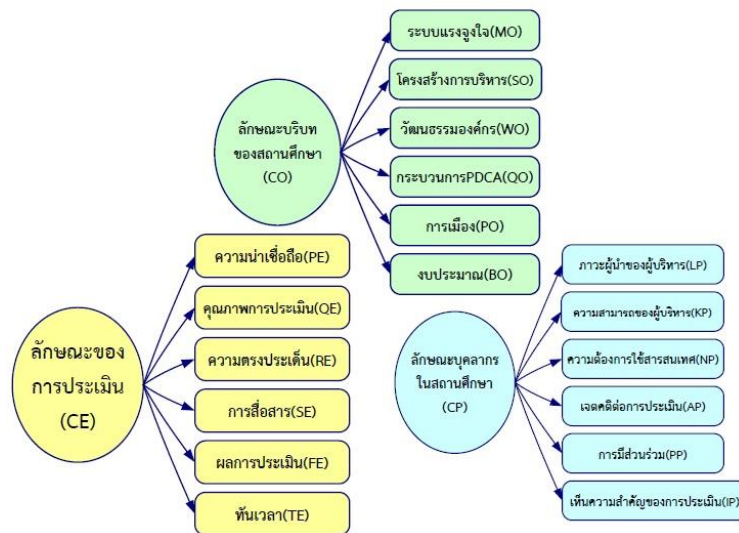 ระบบแรงจูงใจ(MO)
โครงสร้างการบริหาร(SO)
วัฒนธรรมองค์กร(WO)
กระบวนการPDCA(QO)
การเมือง(PO)
งบประมาณ(BO)
ลักษณะบริบท
ของสถานศึกษา
(CO)
ความน่าเชื่อถือ(PE)
คุณภาพการประเมิน(QE)
ความตรงประเด็น(RE)
การสื่อสาร(SE)
ผลการประเมิน(FE)
ทันเวลา(TE)
ลักษณะของ
การประเมิน
(CE)
ภาวะผู้นำของผู้บริหาร(LP)
ความสามารถของผู้บริหาร(KP)
ความต้องการใช้สารสนเทศ(NP)
เจตคติต่อการประเมิน(AP)
การมีส่วนร่วม(PP)
เห็นความสำคัญของการประเมิน(IP)
ลักษณะบุคลากร
ในสถานศึกษา
(CP)